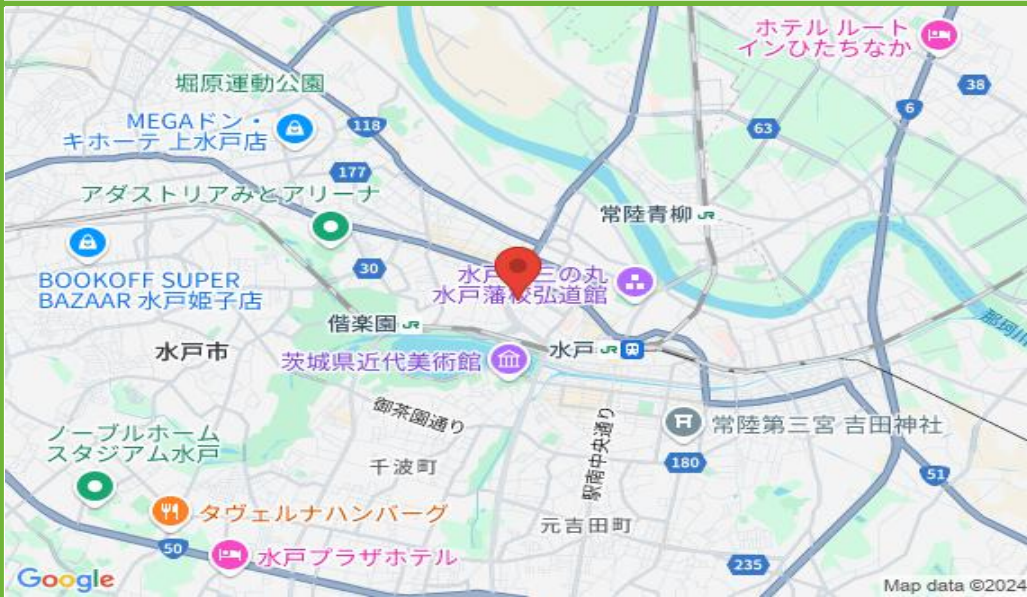 ホテル ルート
インひたちなか
38
堀原運動公園
6
MEGAドン・
キホーテ 上水戸店
118
63
177
アダストリアみとアリーナ
常陸青柳 JR
30
水戸
三の丸
BOOKOFF SUPER
BAZAAR 水戸姫子店
水戸藩校弘道館
偕楽園 JR
那珂川
水戸市
茨城県近代美術館
水戸 JR
御茶園通り
駅南中央通り
常陸第三宮 吉田神社
ノーブルホーム
スタジアム水戸
千波町
180
51
タヴェルナハンバーグ
元吉田町
50
水戸プラザホテル
235
Google
Map data ©2024